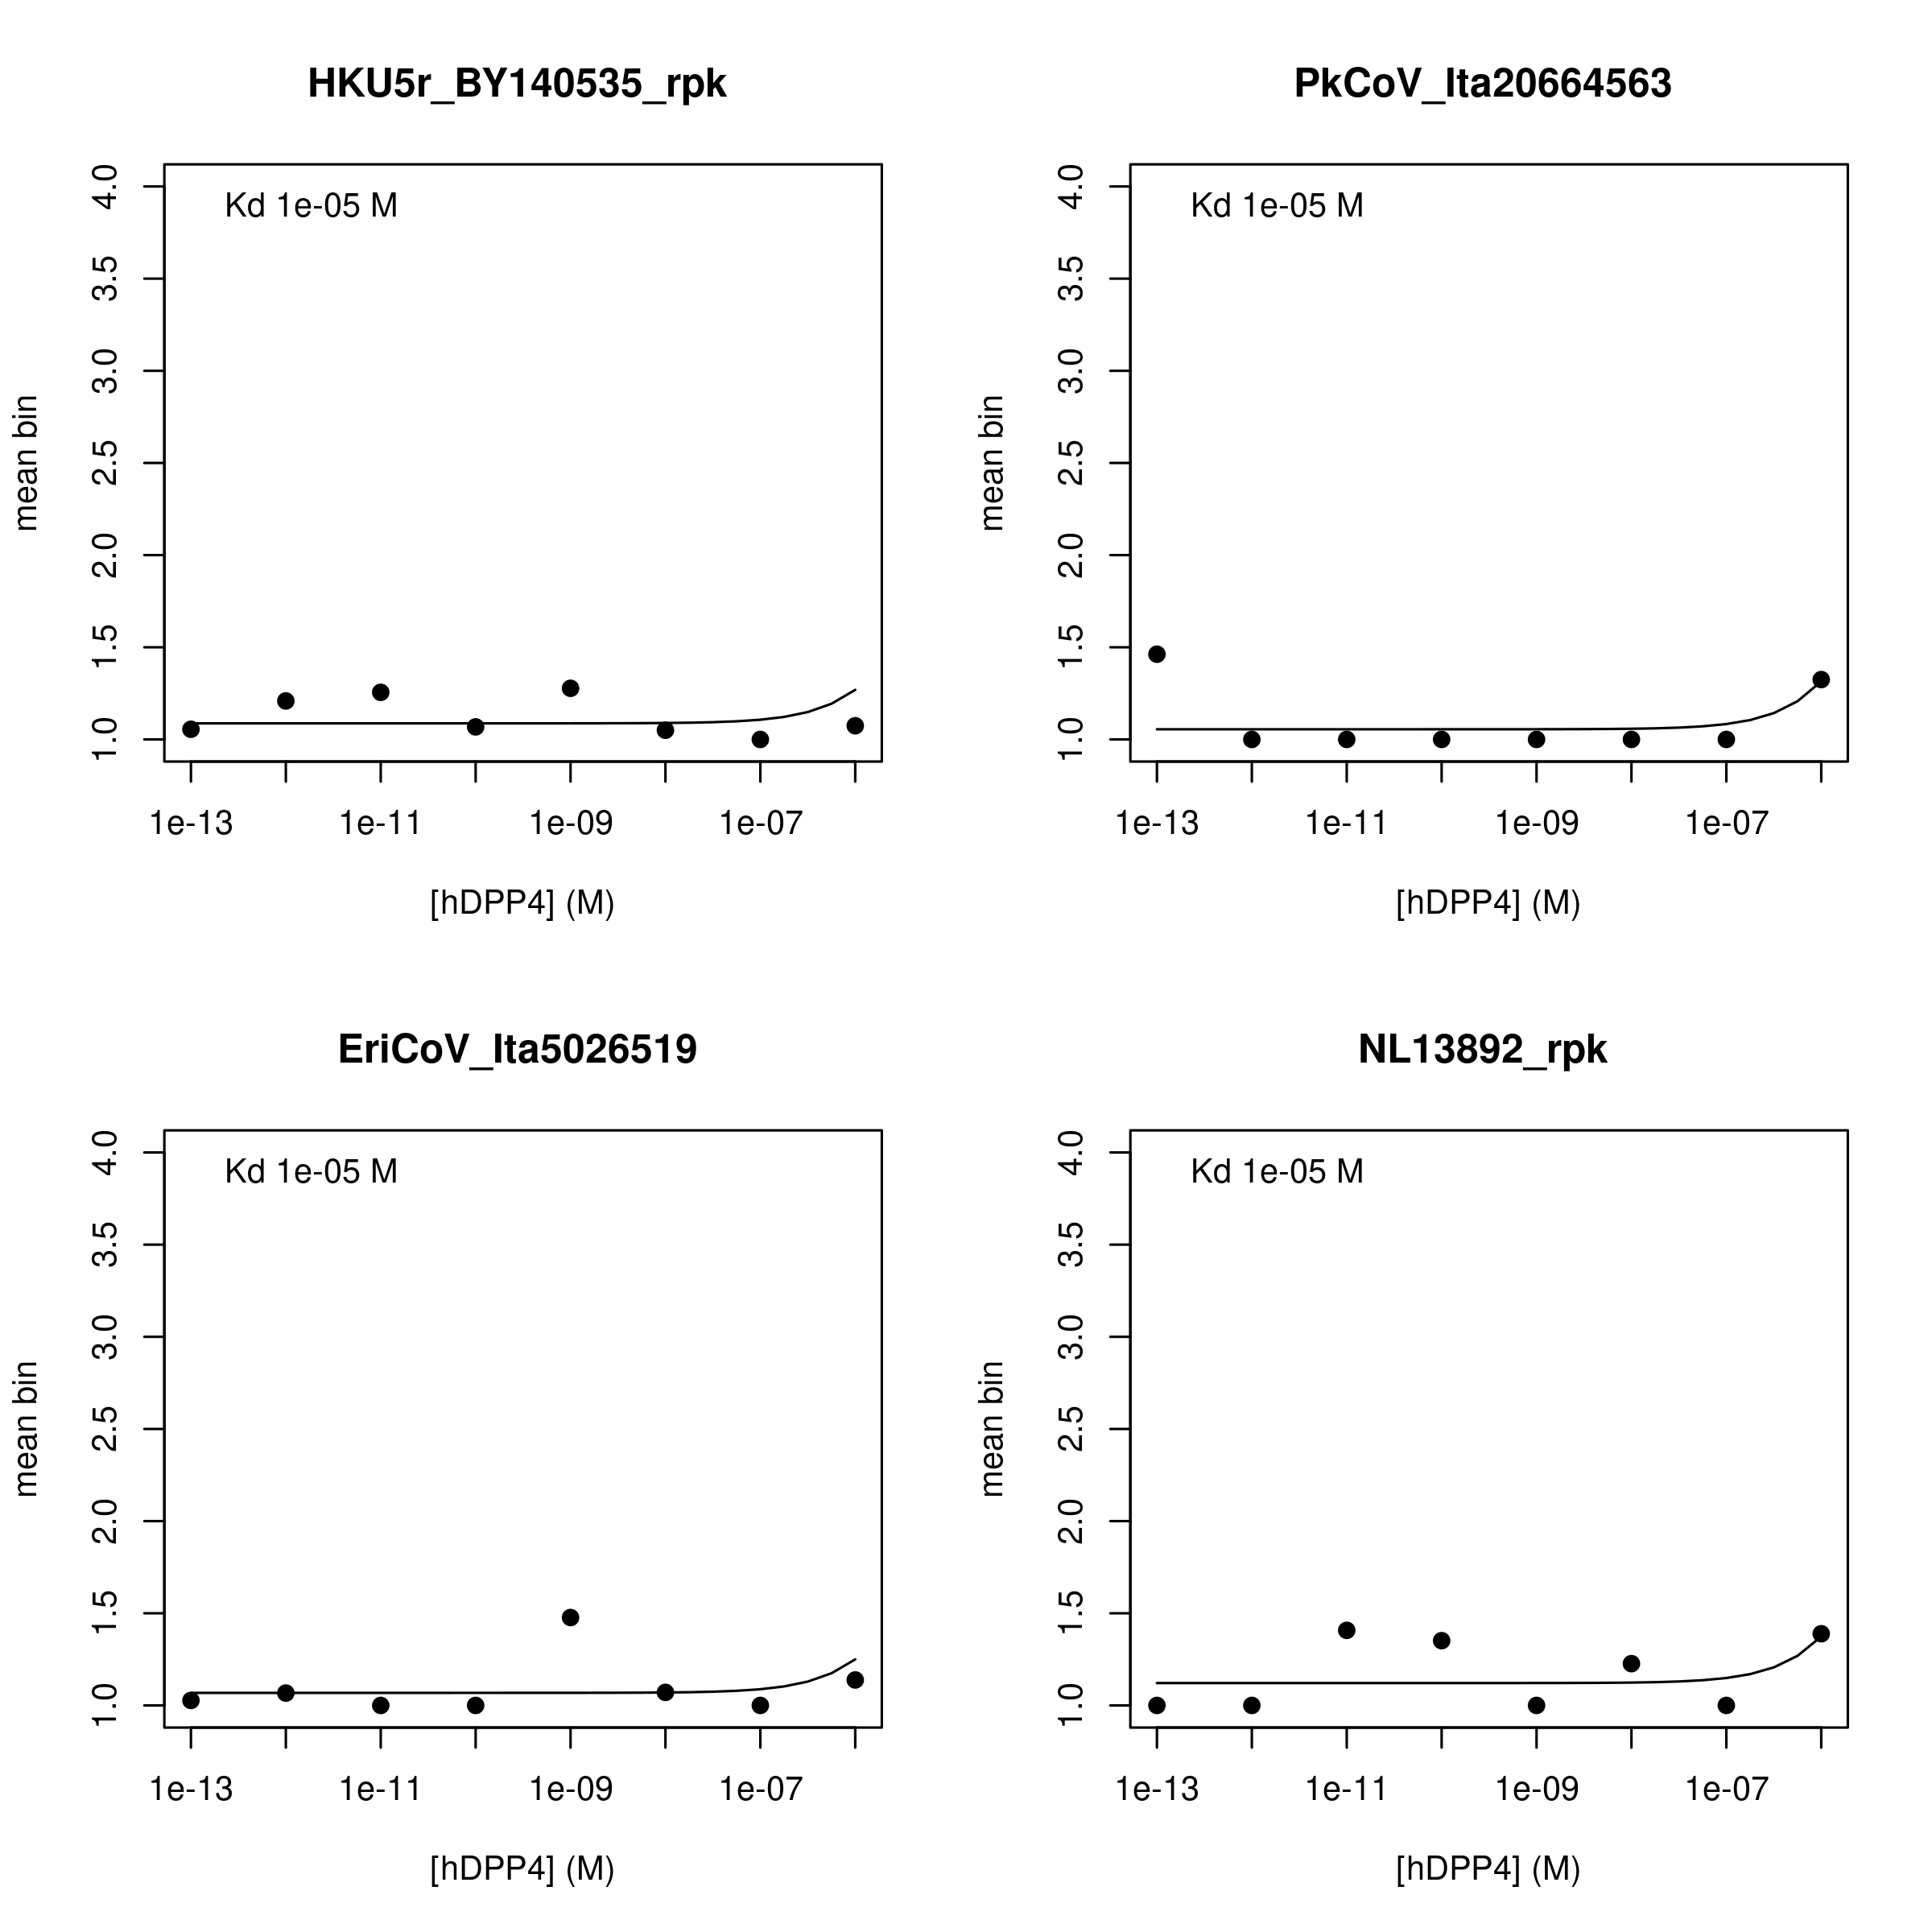 HKU5r_BY140535_rpk
Kd 1e-05 M
mean bin
4.0
3.5
3.0
2.5
2.0
1.5
1.0
1e-13 1e-11 1e-09 1e-07
[hDPP4] (M)
PkCoV_Ita20664563
Kd 1e-05 M
mean bin
4.0
3.5
3.0
2.5
2.0
1.5
1.0
1e-13 1e-11 1e-09 1e-07
[hDPP4] (M)
EriCoV_Ita5026519
Kd 1e-05 M
mean bin
4.0
3.5
3.0
2.5
2.0
1.5
1.0
1e-13 1e-11 1e-09 1e-07
[hDPP4] (M)
NL13892_rpk
Kd 1e-05 M
mean bin
4.0
3.5
3.0
2.5
2.0
1.5
1.0
1e-13 1e-11 1e-09 1e-07
[hDPP4] (M)